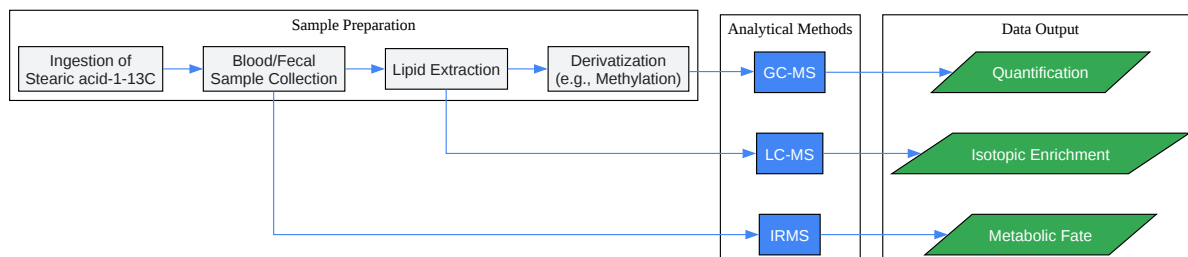 Sample Preparation
Analytical Methods
Data Output
Ingestion of
Stearic acid-1-13C
Blood/Fecal
Sample Collection
Lipid Extraction
Derivatization
(e.g., Methylation)
GC-MS
Quantification
LC-MS
Isotopic Enrichment
IRMS
Metabolic Fate